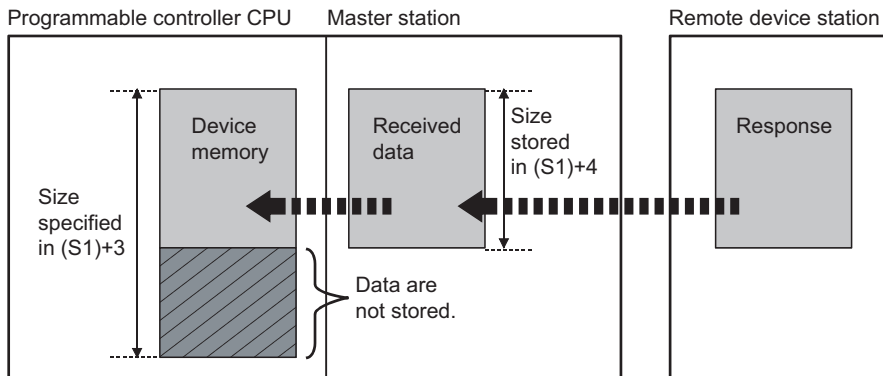 Programmable controller CPU
Master station
Remote device station
Device
memory
Received
data
Size
stored
in (S1)+4
Response
Size
specified
in (S1)+3
Data are
not stored.